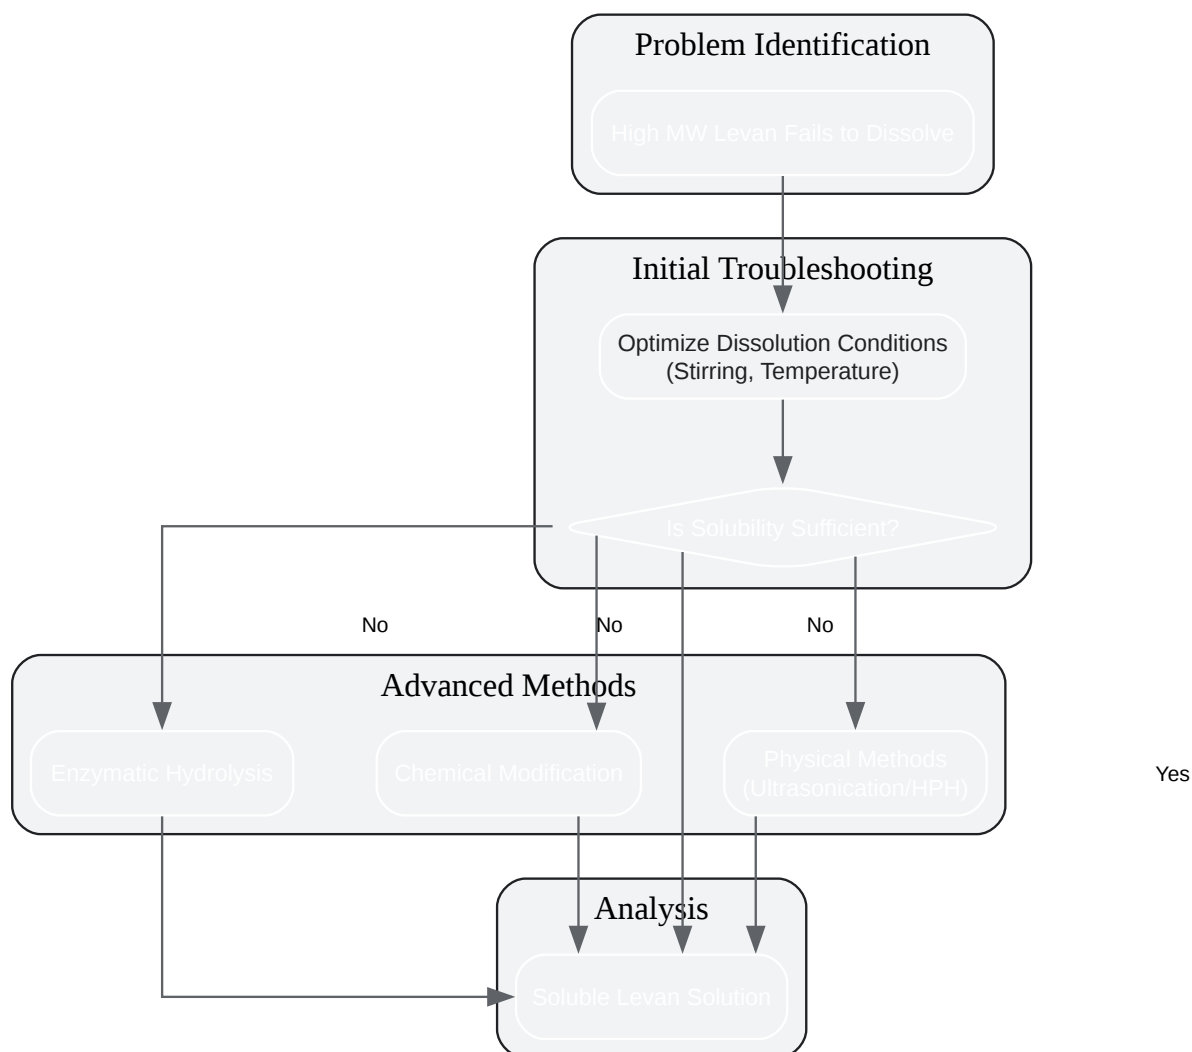 Problem Identification
High MW Levan Fails to Dissolve
Initial Troubleshooting
Optimize Dissolution Conditions
(Stirring, Temperature)
Is Solubility Sufficient?
No
No
No
Advanced Methods
Enzymatic Hydrolysis
Chemical Modification
Physical Methods
(Ultrasonication/HPH)
Yes
Analysis
Soluble Levan Solution